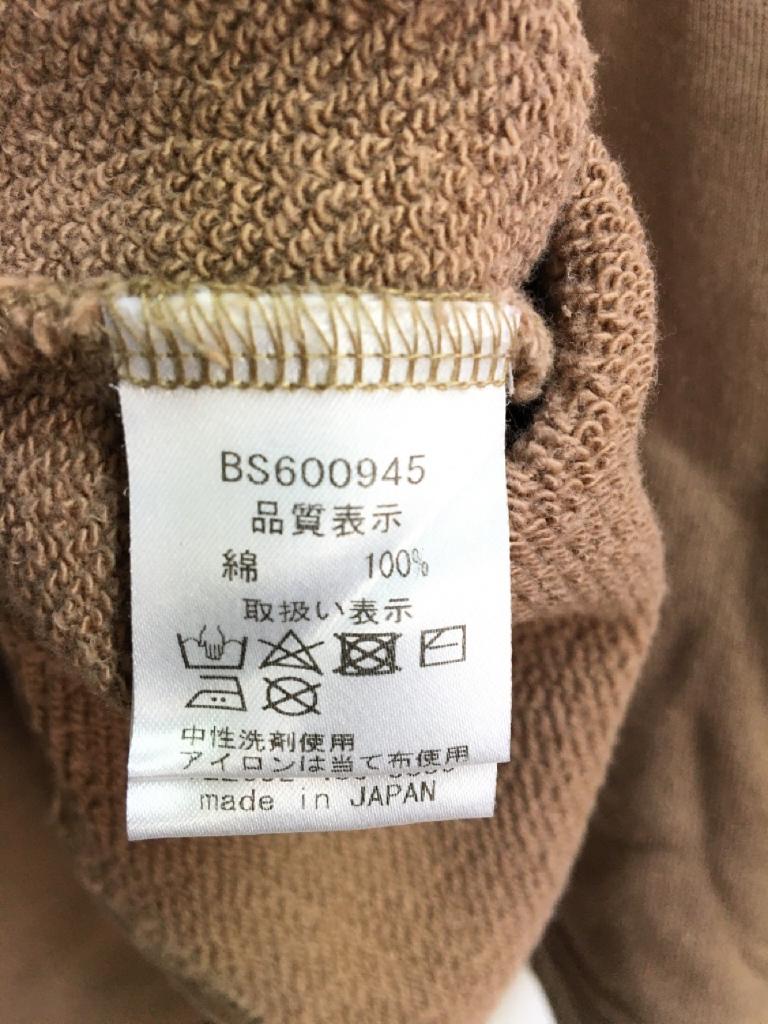 BS600945
品質表示
綿 100%
取扱い表示
中性洗剤使用
アイロンは当て布使用
made in JAPAN